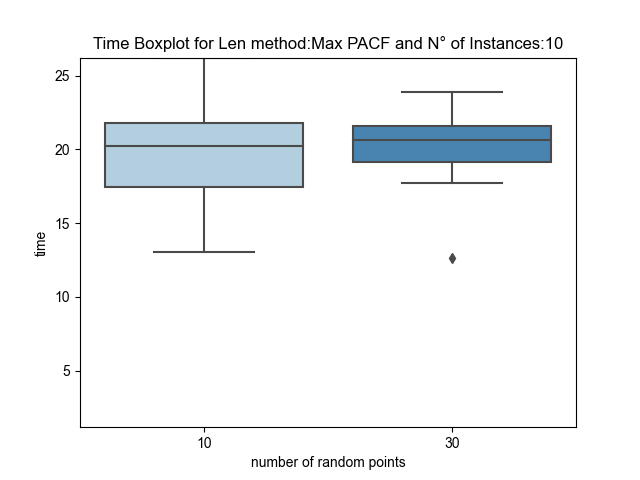 Time Boxplot for Len method:Max PACF and N° of Instances:10
25
20
15
10
5
time
10 30
number of random points